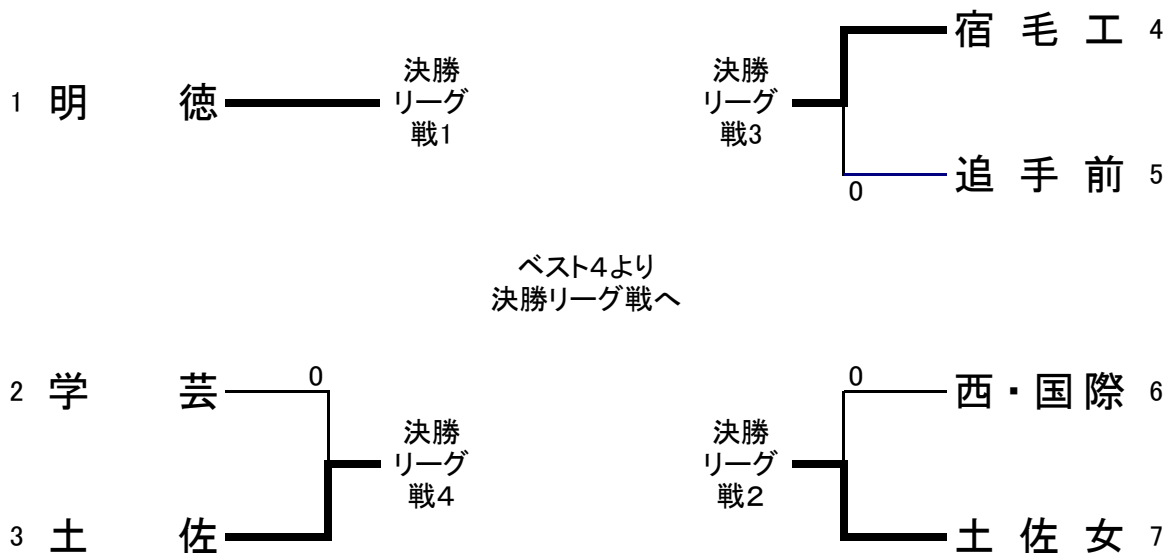 1 明 徳
決勝
リーグ
戦1
決勝
リーグ
戦3
宿 毛 工 4
0
追 手 前 5
ベスト4より
決勝リーグ戦へ
2 学 芸
0
決勝
リーグ
戦4
3 土 佐
0
西・国際 6
決勝
リーグ
戦2
土 佐 女 7